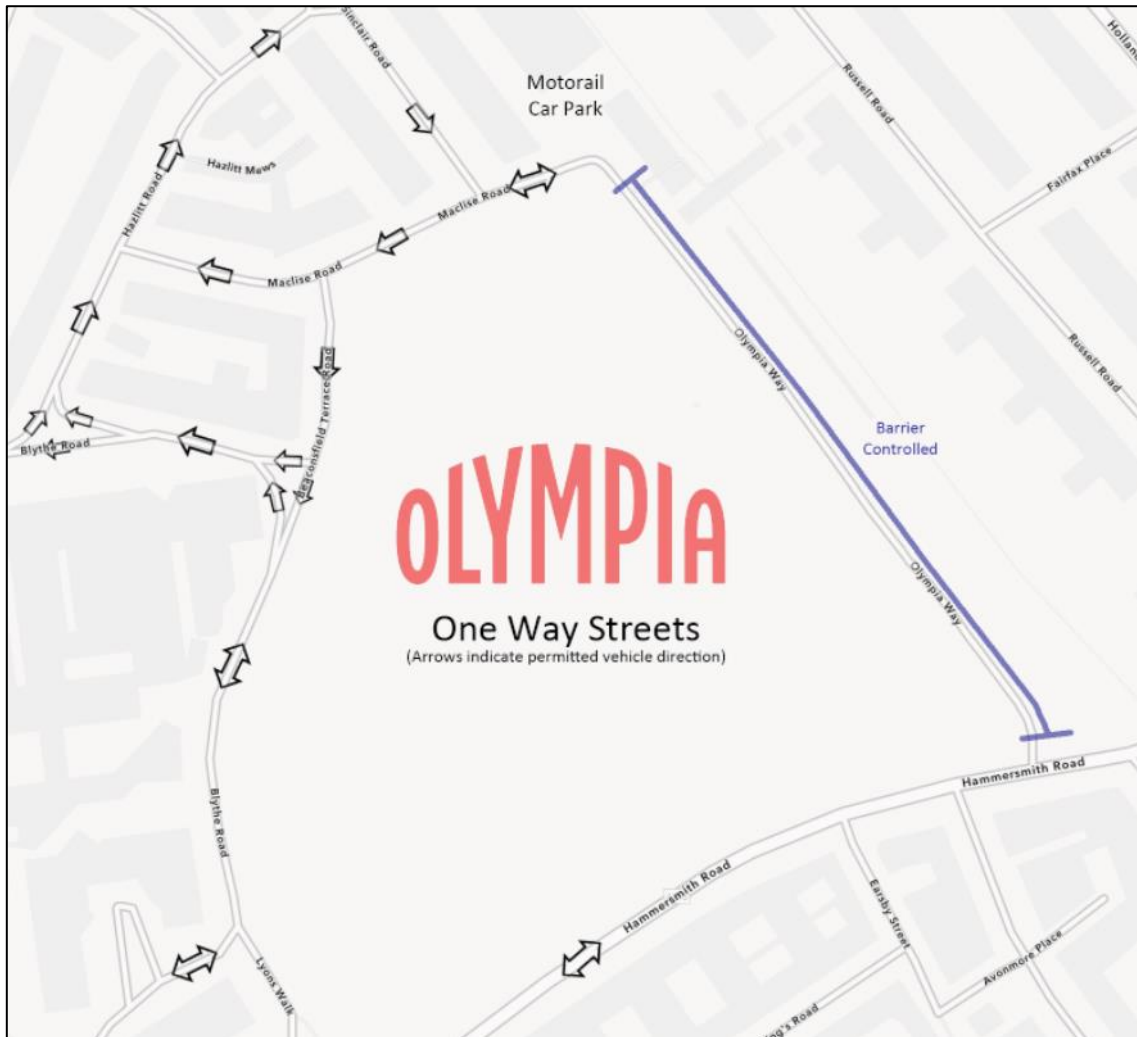 Sinclair Road
Motorail
Car Park
Russell Road
Fairfax Place
Hazlitt Mews
Hazlitt Road
Maclise Road
Maclise Road
Olympia Way
Russell Road
Beaconsfield Terrace Road
Barrier
Controlled
Blythe Road
OLYMPIA
Olympia Way
One Way Streets
(Arrows indicate permitted vehicle direction)
Hammersmith Road
Blythe Road
Hammersmith Road
Earsby Street
Avonmore Place
Lyons Walk
Road